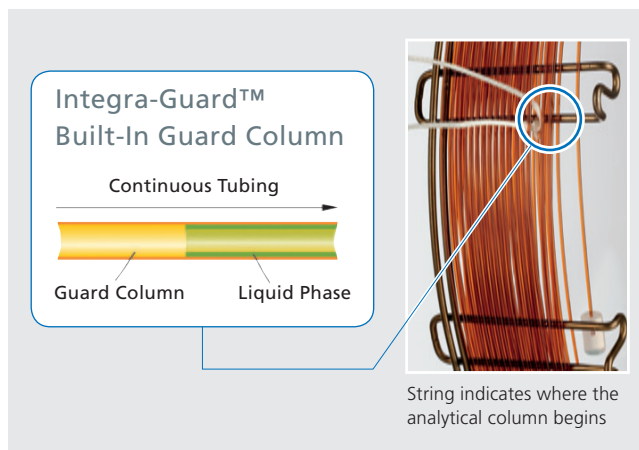 Integra-Guard™
Built-In Guard Column
Continuous Tubing
Guard Column
Liquid Phase
String indicates where the
analytical column begins